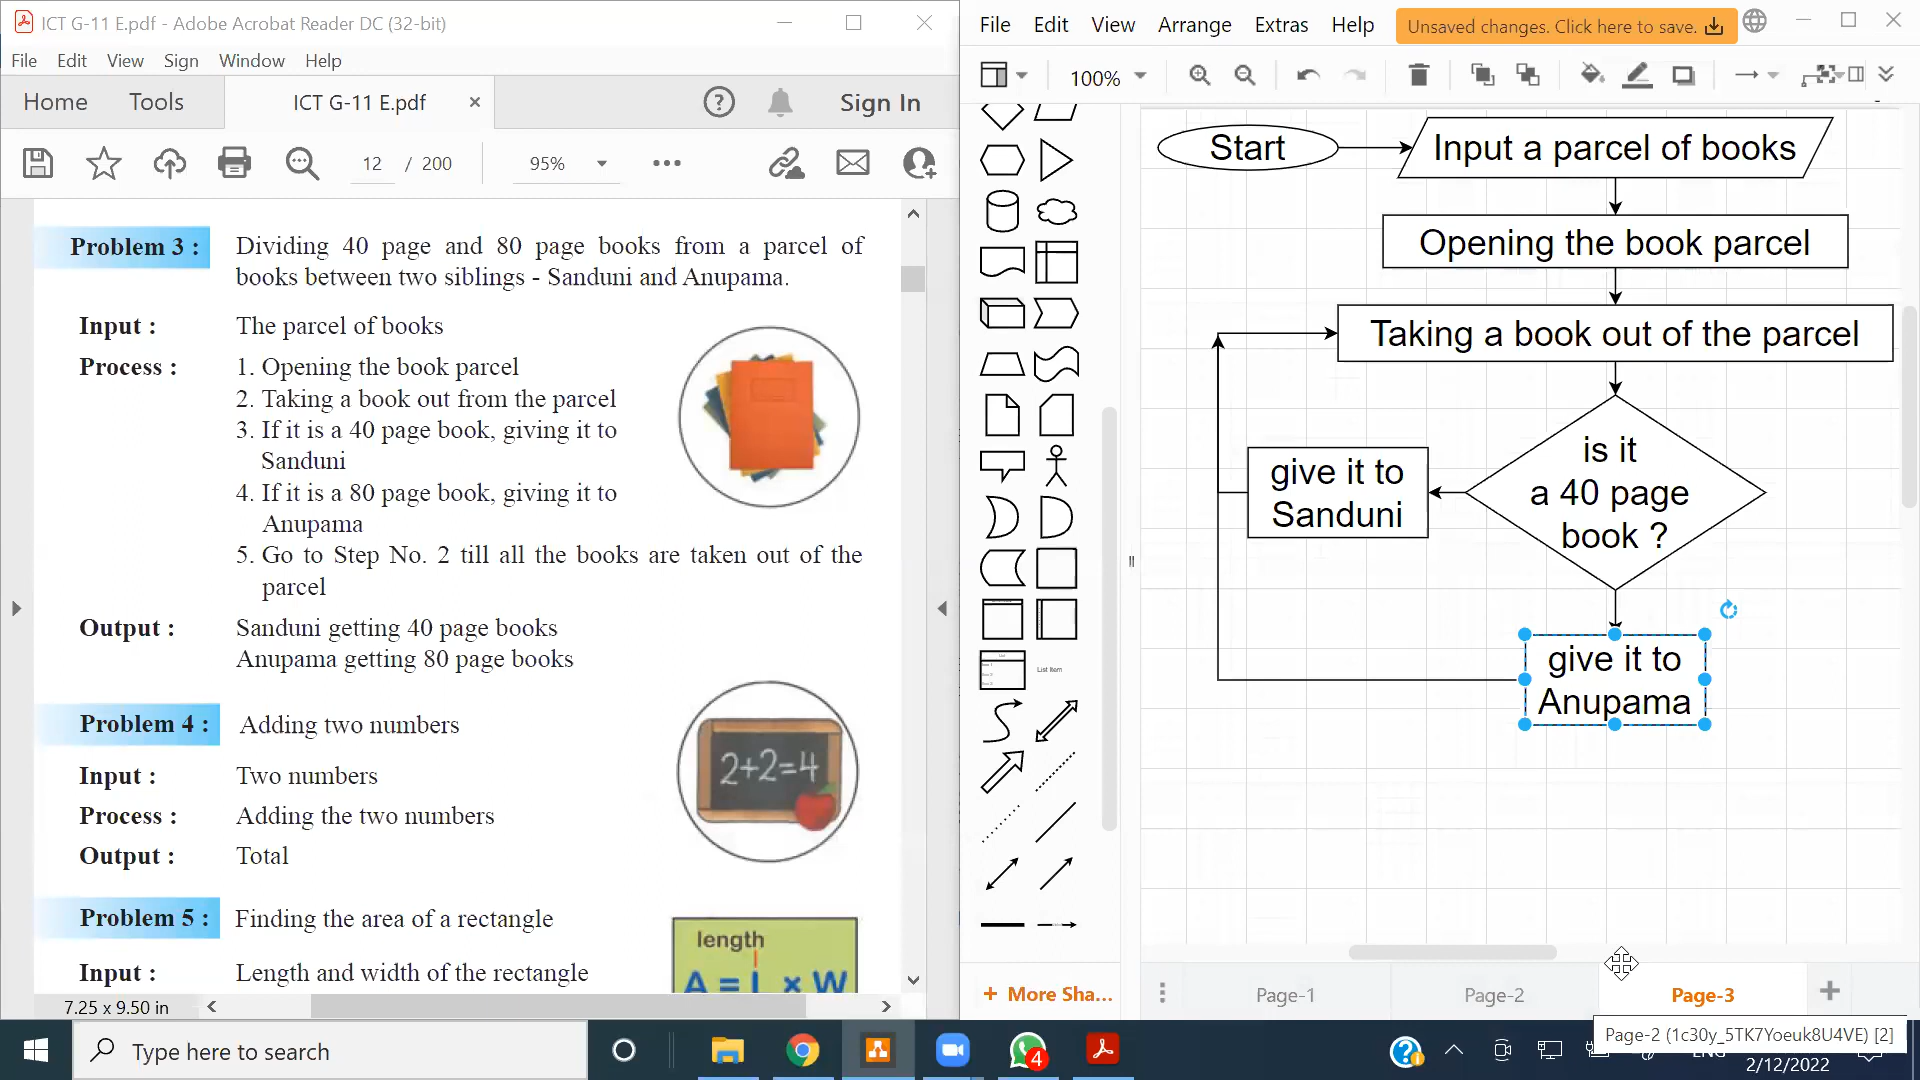 ICT G-11 E.pdf - Adobe Acrobat Reader DC (32-bit)
File Edit View Sign Window Help
Home Tools ICT G-11 E.pdf × Sign In
12 / 200 95%
Problem 3 : Dividing 40 page and 80 page books from a parcel of
books between two siblings - Sanduni and Anupama.
Input : The parcel of books
Process : 1. Opening the book parcel
2. Taking a book out from the parcel
3. If it is a 40 page book, giving it to
Sanduni
4. If it is a 80 page book, giving it to
Anupama
5. Go to Step No. 2 till all the books are taken out of the
parcel
Output : Sanduni getting 40 page books
Anupama getting 80 page books
Problem 4 : Adding two numbers
2+2=4
Input : Two numbers
Process : Adding the two numbers
Output : Total
Problem 5 : Finding the area of a rectangle
length
Input : Length and width of the rectangle
A = l × W
7.25 x 9.50 in
File Edit View Arrange Extras Help Unsaved changes. Click here to save.
100%
Start
Input a parcel of books
Opening the book parcel
Taking a book out of the parcel
is it
a 40 page
book ?
give it to
Sanduni
give it to
Anupama
List Item
+ More Sha...
Page-1 Page-2 Page-3 +
Page-2 (1c30y_5TK7Yoeuk8U4VE) [2]
Type here to search
4
2/12/2022